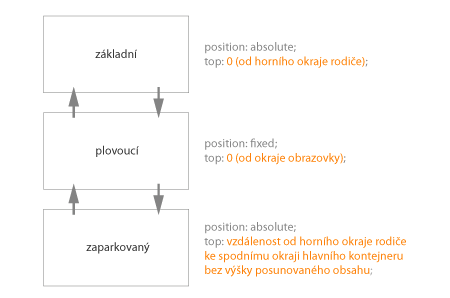 základní
position: absolute;
top: 0 (od horního okraje rodiče);
plovoucí
position: fixed;
top: 0 (od okraje obrazovky);
zaparkovaný
position: absolute;
top: vzdálenost od horního okraje rodiče
ke spodnímu okraji hlavního kontejneru
bez výšky posunovaného obsahu;